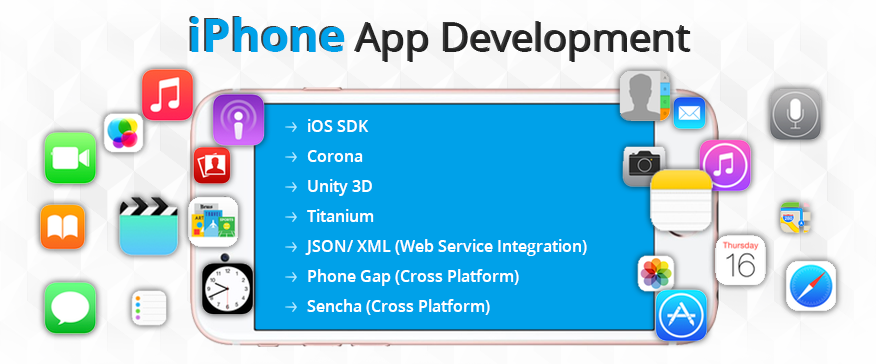 iPhone App Development
→ iOS SDK
→ Corona
→ Unity 3D
→ Titanium
→ JSON/ XML (Web Service Integration)
→ Phone Gap (Cross Platform)
→ Sencha (Cross Platform)
Thursday
16